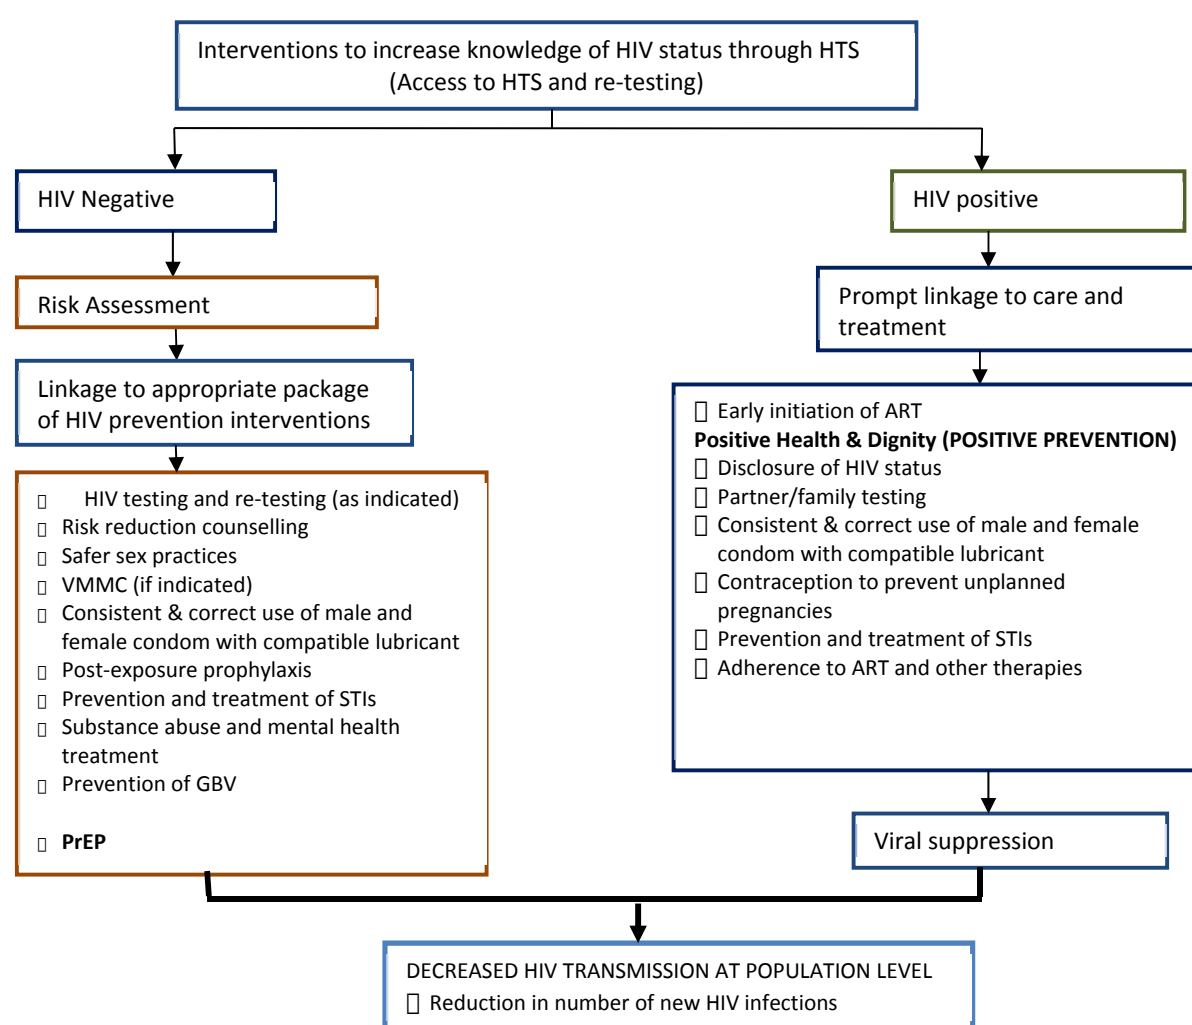 Interventions to increase knowledge of HIV status through HTS
(Access to HTS and re-testing)
HIV Negative
HIV positive
Risk Assessment
Prompt linkage to care and
treatment
Linkage to appropriate package
of HIV prevention interventions
HIV testing and re-testing (as indicated)
Risk reduction counselling
Safer sex practices
VMMC (if indicated)
Consistent & correct use of male and
female condom with compatible lubricant
Post-exposure prophylaxis
Prevention and treatment of STIs
Substance abuse and mental health
treatment
Prevention of GBV
PrEP
Early initiation of ART
Positive Health & Dignity (POSITIVE PREVENTION)
Disclosure of HIV status
Partner/family testing
Consistent & correct use of male and female
condom with compatible lubricant
Contraception to prevent unplanned
pregnancies
Prevention and treatment of STIs
Adherence to ART and other therapies
Viral suppression
DECREASED HIV TRANSMISSION AT POPULATION LEVEL
Reduction in number of new HIV infections